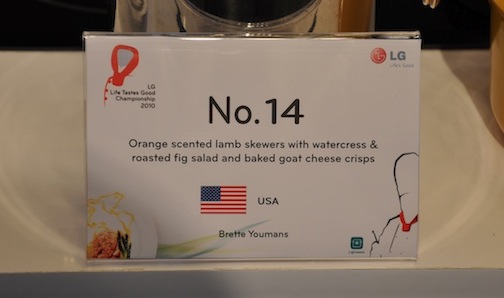 LG
Life Tastes Good
Championship
2010
LG
Life's Good
No.14
Orange scented lamb skewers with watercress &
roasted fig salad and baked goat cheese crisps
USA
Brette Youmans